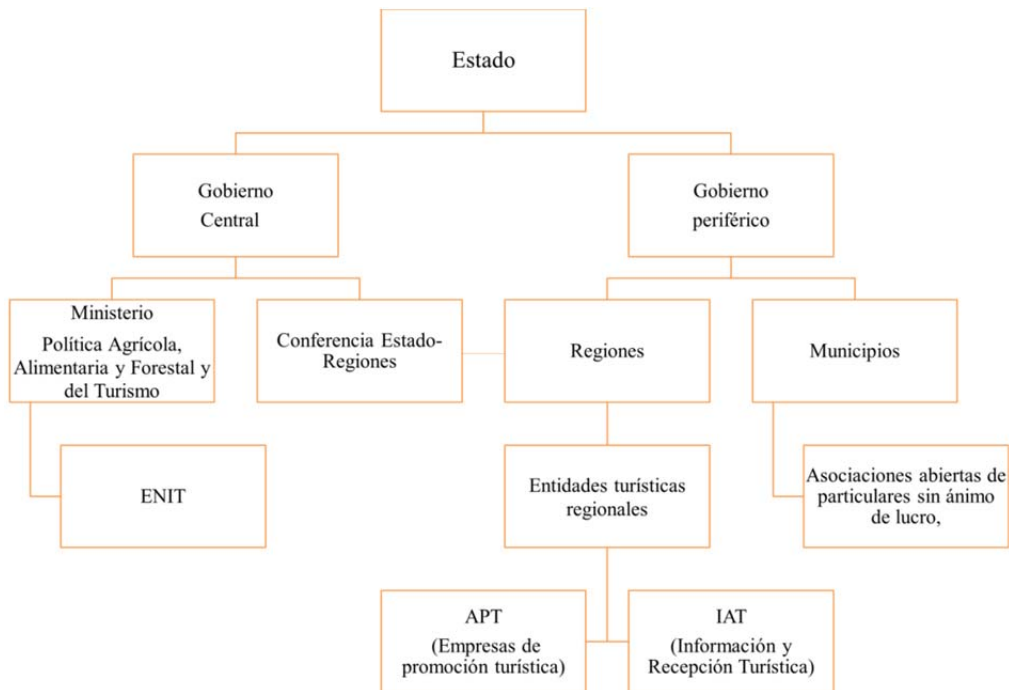 Estado
Gobierno
Central
Gobierno
periférico
Ministerio
Política Agrícola,
Alimentaria y Forestal y
del Turismo
Conferencia Estado-
Regiones
Regiones
Municipios
ENIT
Entidades turísticas
regionales
Asociaciones abiertas de
particulares sin ánimo
de lucro,
APT
(Empresas de
promoción turística)
IAT
(Información y
Recepción Turística)